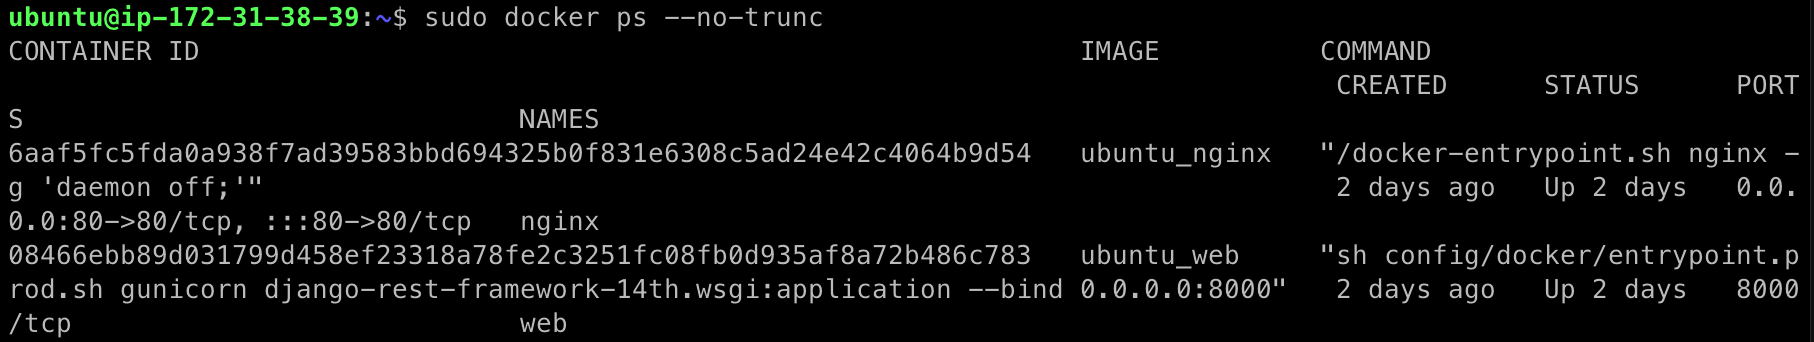 ubuntu@ip-172-31-38-39:~$ sudo docker ps --no-trunc
CONTAINER ID IMAGE COMMAND
CREATED STATUS PORT
S NAMES
6aaf5fc5fda0a938f7ad39583bbd694325b0f831e6308c5ad24e42c4064b9d54 ubuntu_nginx "/docker-entrypoint.sh nginx -
g 'daemon off;'" 2 days ago Up 2 days 0.0.
0.0:80->80/tcp, :::80->80/tcp nginx
08466ebb89d031799d458ef23318a78fe2c3251fc08fb0d935af8a72b486c783 ubuntu_web "sh config/docker/entrypoint.p
rod.sh gunicorn django-rest-framework-14th.wsgi:application --bind 0.0.0.0:8000" 2 days ago Up 2 days 8000
/tcp web